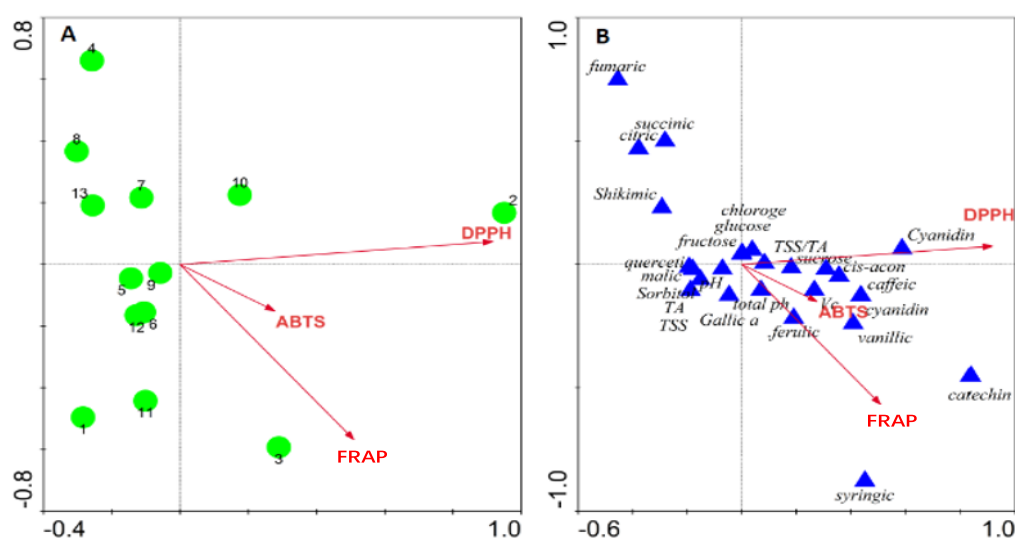 A
0.8
4
8
7
13
10
2
DPPH
5
9
12
6
ABTS
1
11
3
FRAP
-0.8
-0.4
1.0
B
1.0
fumaric
succinic
citric
Shikimic
chloroge
glucose
fructose
TSS/TA
sucrose
Cyanidin
DPPH
querceti
malic
pH
cis-acon
caffeic
Sorbitol
TA
TSS
Gallic a
total ph
Vc
ABTS
cyanidin
ferulic
vanillic
catechin
FRAP
syringic
-1.0
-0.6
1.0